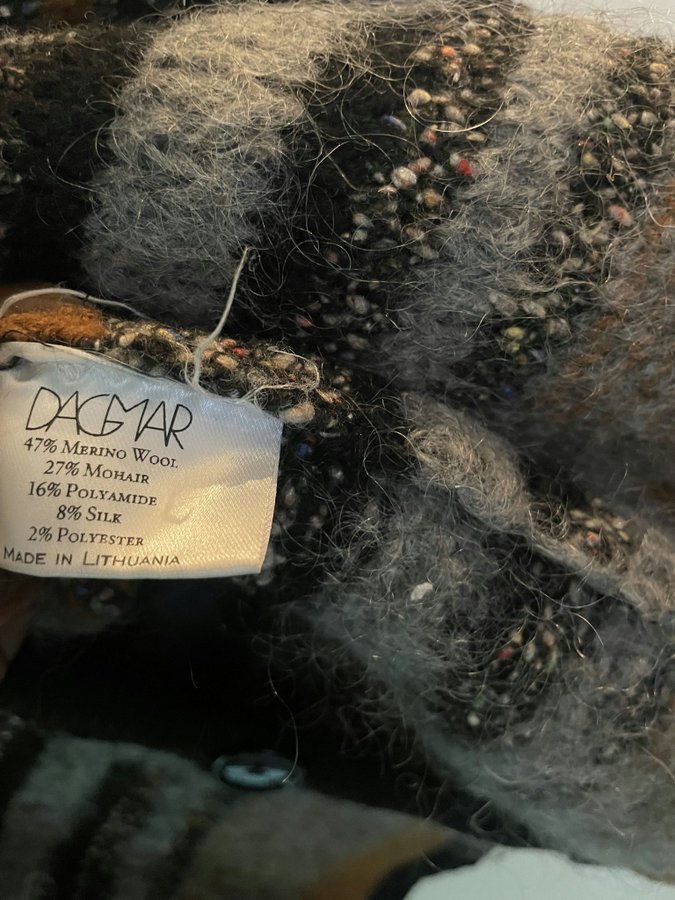 DAGMAR
47% Merino Wool
27% Mohair
16% Polyamide
8% Silk
2% Polyester
Made in Lithuania